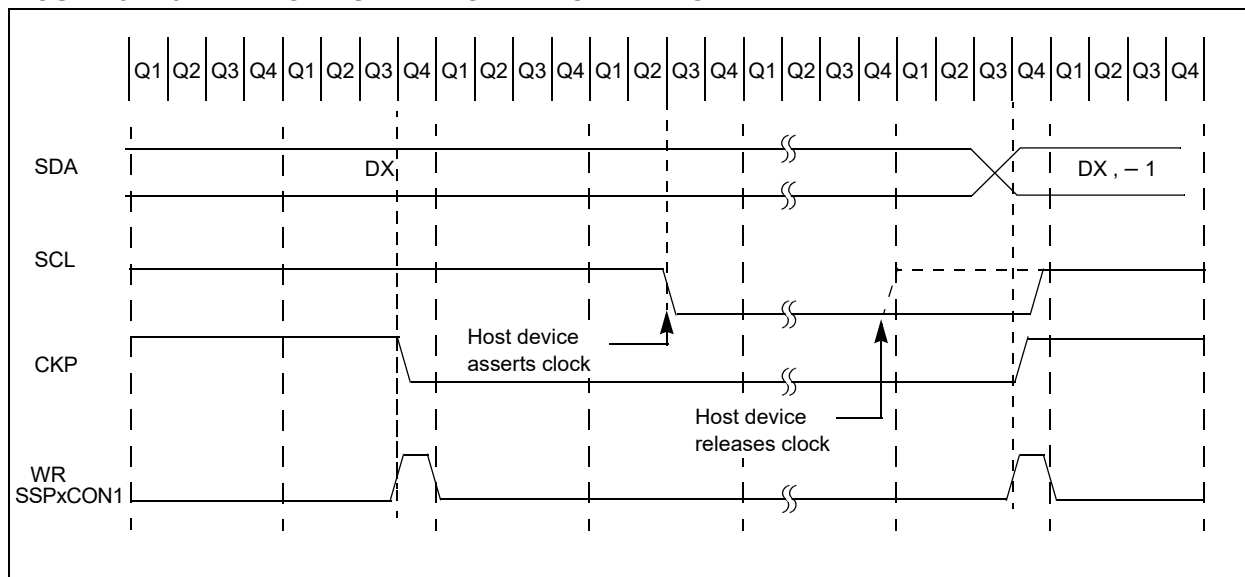 Q1 Q2 Q3 Q4 Q1 Q2 Q3 Q4 Q1 Q2 Q3 Q4 Q1 Q2 Q3 Q4 Q1 Q2 Q3 Q4 Q1 Q2 Q3 Q4 Q1 Q2 Q3 Q4
SDA
DX
DX , – 1
SCL
Host device
asserts clock
CKP
Host device
releases clock
WR
SSPxCON1